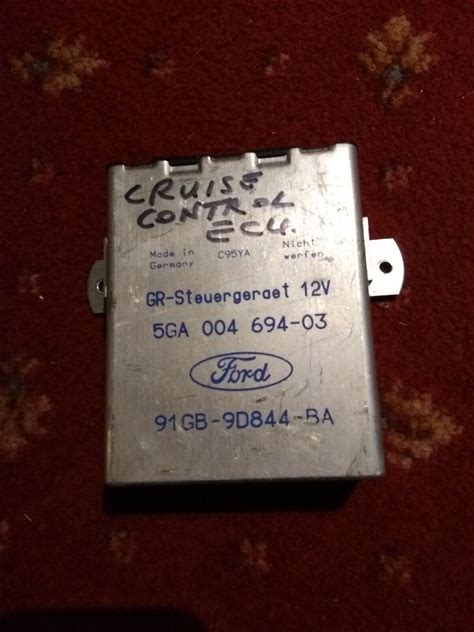 CRUISE
CONTROL
ECU.
Made in Germany
C95YA
Nicht werfen
GR-Steuergeraet 12V
5GA 004 694-03
Ford
91GB-9D844-BA